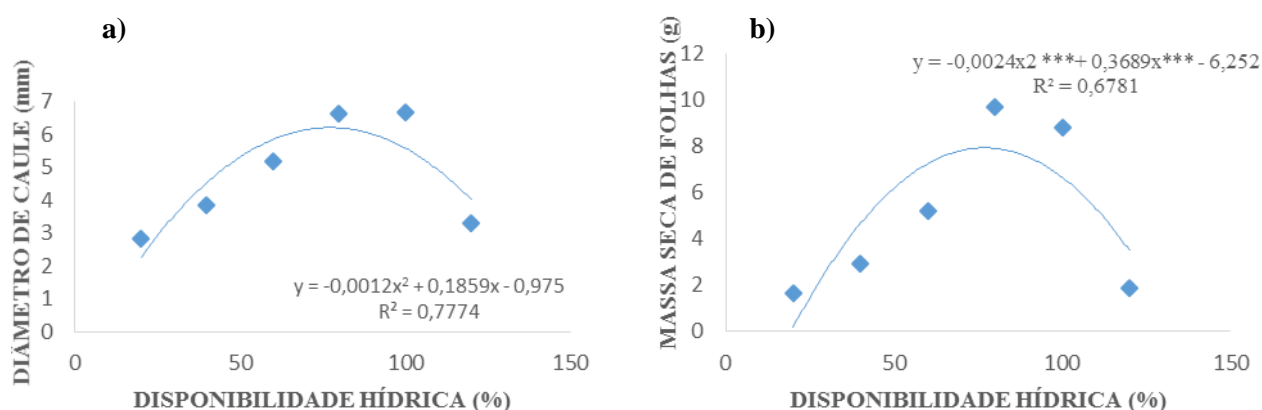 a)
DIÂMETRO DE CAULE (mm)
7
6
5
4
3
2
1
0
y = -0,0012x² + 0,1859x - 0,975
R² = 0,7774
0 50 100 150
DISPONIBILIDADE HÍDRICA (%)
b)
MASSA SECA DE FOLHAS (g)
12
10
8
6
4
2
0
y = -0,0024x2 ***+ 0,3689x*** - 6,252
R² = 0,6781
0 50 100 150
DISPONIBILIDADE HÍDRICA (%)